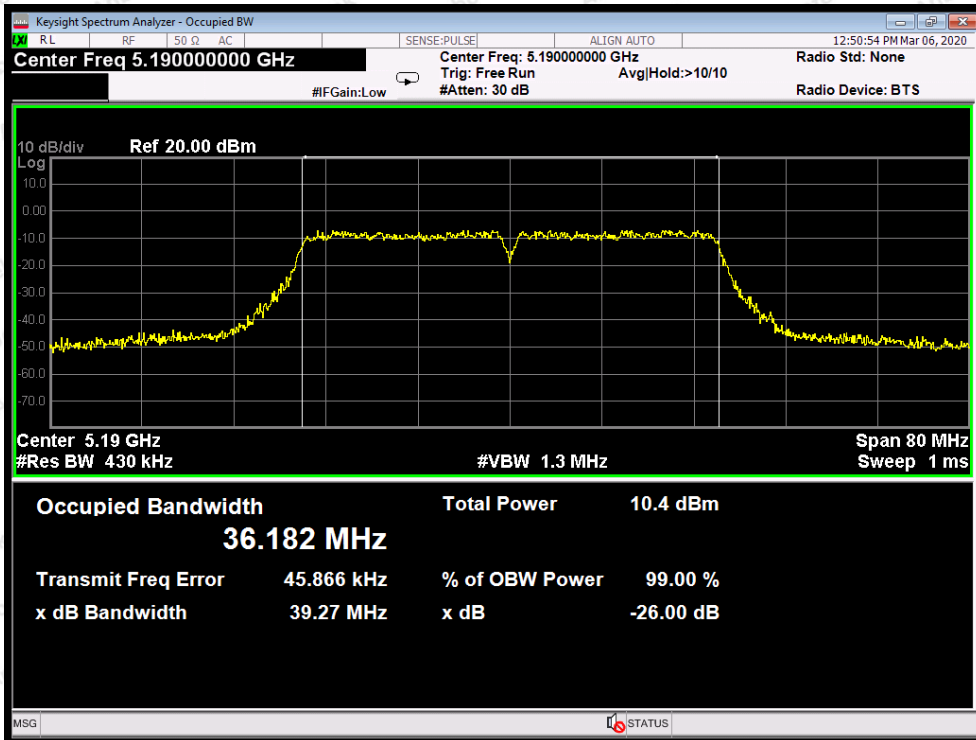 Keysight Spectrum Analyzer - Occupied BW
LXI RL RF 50 Ω AC SENSE:PULSE ALIGN AUTO 12:50:54 PM Mar 06, 2020
Center Freq 5.190000000 GHz
Center Freq: 5.190000000 GHz
Radio Std: None
Trig: Free Run Avg|Hold:>10/10
#IFGain:Low #Atten: 30 dB
Radio Device: BTS
10 dB/div Ref 20.00 dBm
Log
10.0
0.00
-10.0
-20.0
-30.0
-40.0
-50.0
-60.0
-70.0
Center 5.19 GHz Span 80 MHz
#Res BW 430 kHz #VBW 1.3 MHz Sweep 1 ms
Occupied Bandwidth Total Power 10.4 dBm
36.182 MHz
Transmit Freq Error 45.866 kHz % of OBW Power 99.00 %
x dB Bandwidth 39.27 MHz x dB -26.00 dB
MSG STATUS